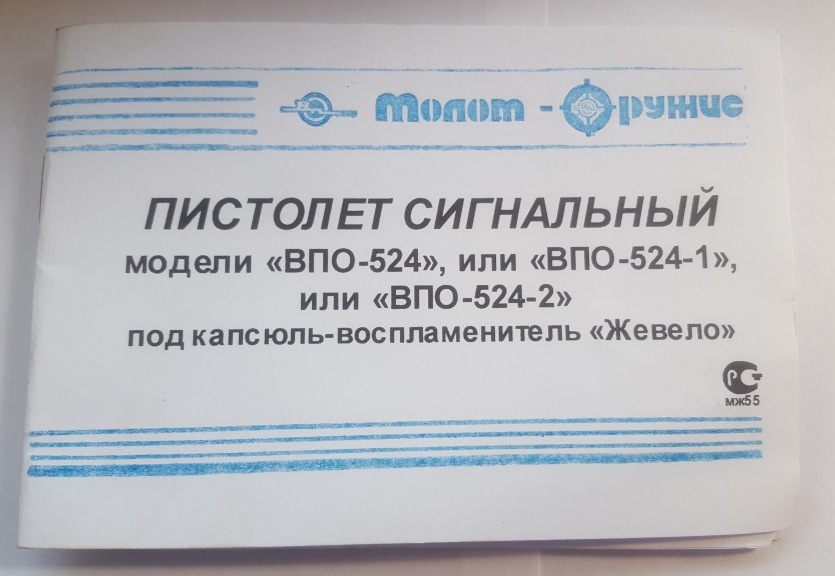 Молот - Оружие
ПИСТОЛЕТ СИГНАЛЬНЫЙ
модели «ВПО-524», или «ВПО-524-1»,
или «ВПО-524-2»
под капсюль-воспламенитель «Жевело»
РС
мж55